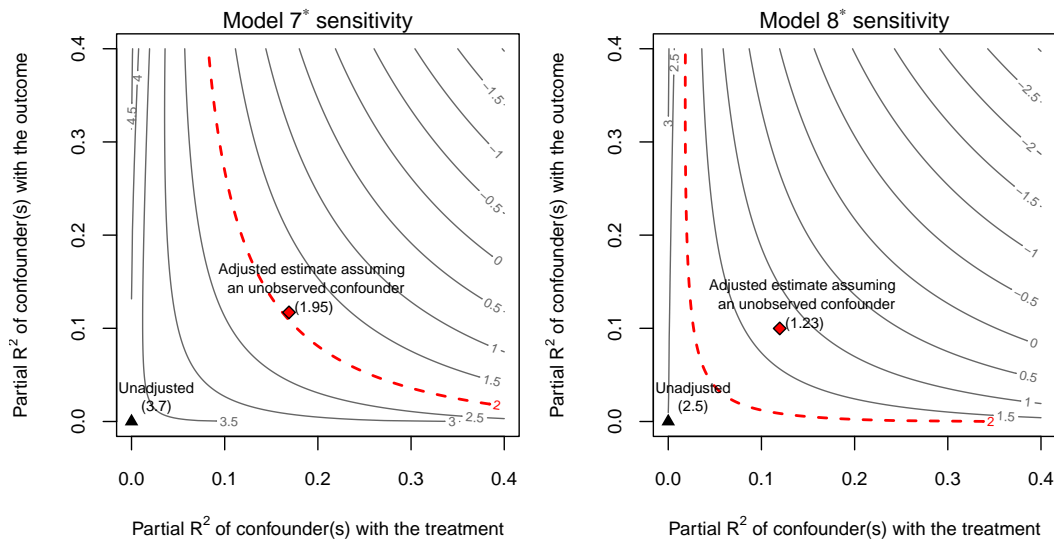 Model 7* sensitivity
Partial R² of confounder(s) with the outcome
0.4
0.3
0.2
0.1
0.0
4.5
4
-1.5
-1
-0.5
0
0.5
1
1.5
2
2.5
3
3.5
Adjusted estimate assuming
an unobserved confounder
(1.95)
Unadjusted
(3.7)
0.0 0.1 0.2 0.3 0.4
Partial R² of confounder(s) with the treatment
Model 8* sensitivity
Partial R² of confounder(s) with the outcome
0.4
0.3
0.2
0.1
0.0
2.5
3
-2.5
-2
-1.5
-1
-0.5
0
0.5
1
1.5
2
Adjusted estimate assuming
an unobserved confounder
(1.23)
Unadjusted
(2.5)
0.0 0.1 0.2 0.3 0.4
Partial R² of confounder(s) with the treatment